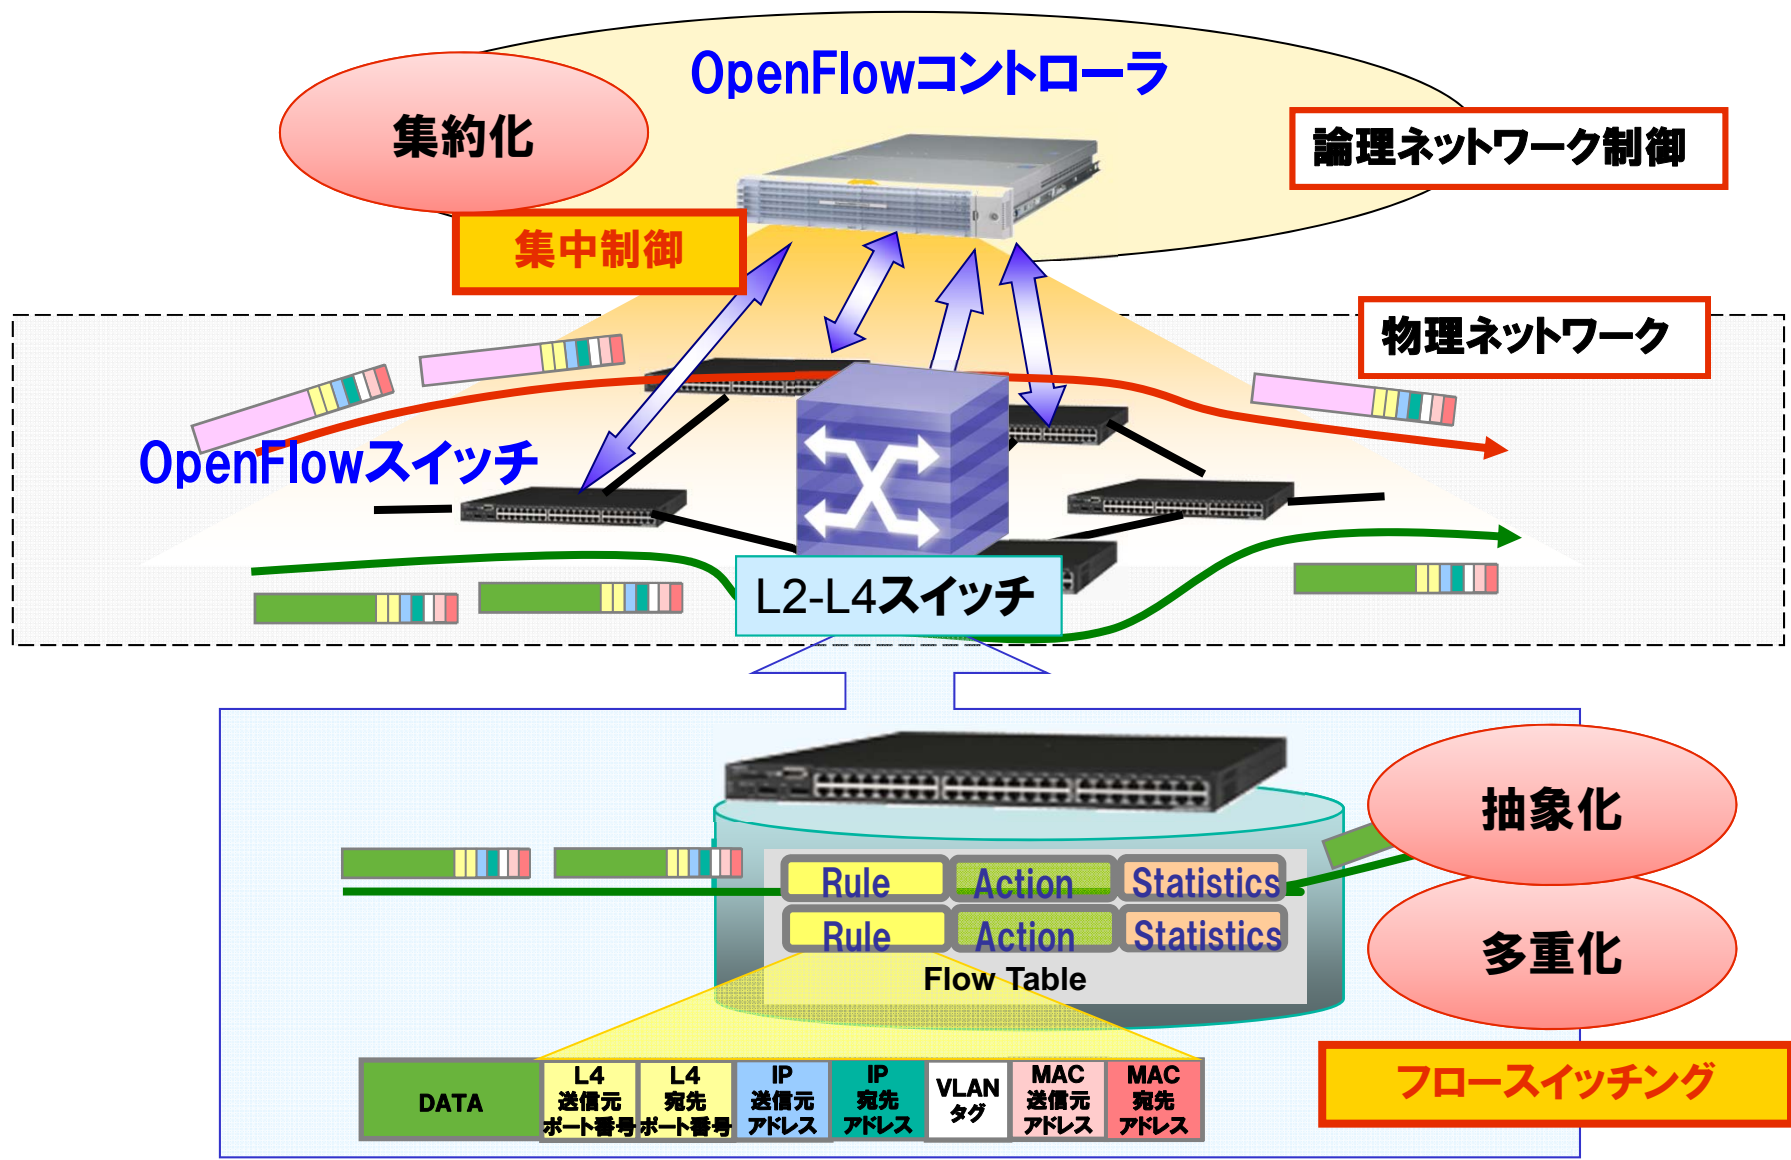 OpenFlowコントローラ
集約化
論理ネットワーク制御
集中制御
物理ネットワーク
OpenFlowスイッチ
L2-L4スイッチ
抽象化
Rule
Action
Statistics
Rule
Action
Statistics
多重化
Flow Table
フロースイッチング
DATA
L4
送信元
ポート番号
L4
宛先
ポート番号
IP
送信元
アドレス
IP
宛先
アドレス
VLAN
タグ
MAC
送信元
アドレス
MAC
宛先
アドレス